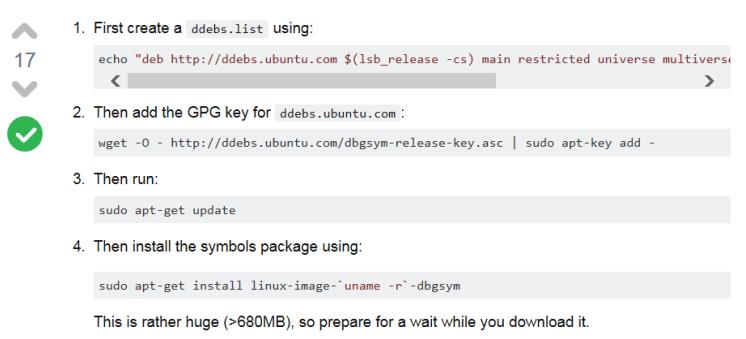 17
1. First create a ddebs.list using:
echo "deb http://ddebs.ubuntu.com $(lsb_release -cs) main restricted universe multiverse
2. Then add the GPG key for ddebs.ubuntu.com :
wget -O - http://ddebs.ubuntu.com/dbgsym-release-key.asc | sudo apt-key add -
3. Then run:
sudo apt-get update
4. Then install the symbols package using:
sudo apt-get install linux-image-`uname -r`-dbgsym
This is rather huge (>680MB), so prepare for a wait while you download it.